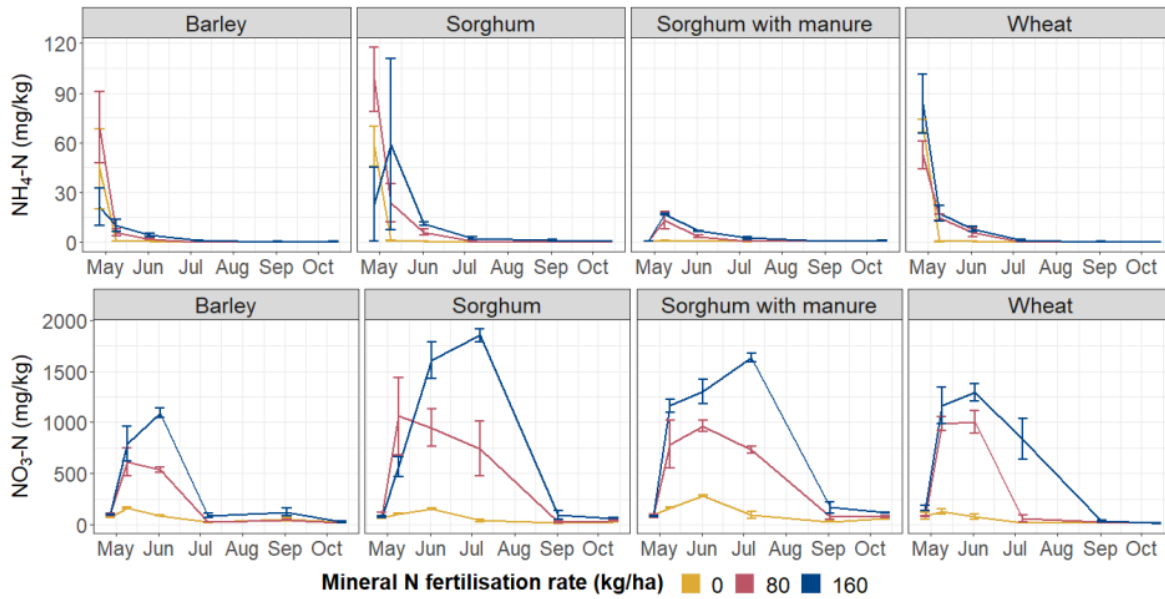 Barley Sorghum Sorghum with manure Wheat
NH₄-N (mg/kg)
120
90
60
30
0
May Jun Jul Aug Sep Oct May Jun Jul Aug Sep Oct May Jun Jul Aug Sep Oct May Jun Jul Aug Sep Oct
Barley Sorghum Sorghum with manure Wheat
NO₃-N (mg/kg)
2000
1500
1000
500
0
May Jun Jul Aug Sep Oct May Jun Jul Aug Sep Oct May Jun Jul Aug Sep Oct May Jun Jul Aug Sep Oct
Mineral N fertilisation rate (kg/ha) 0 80 160